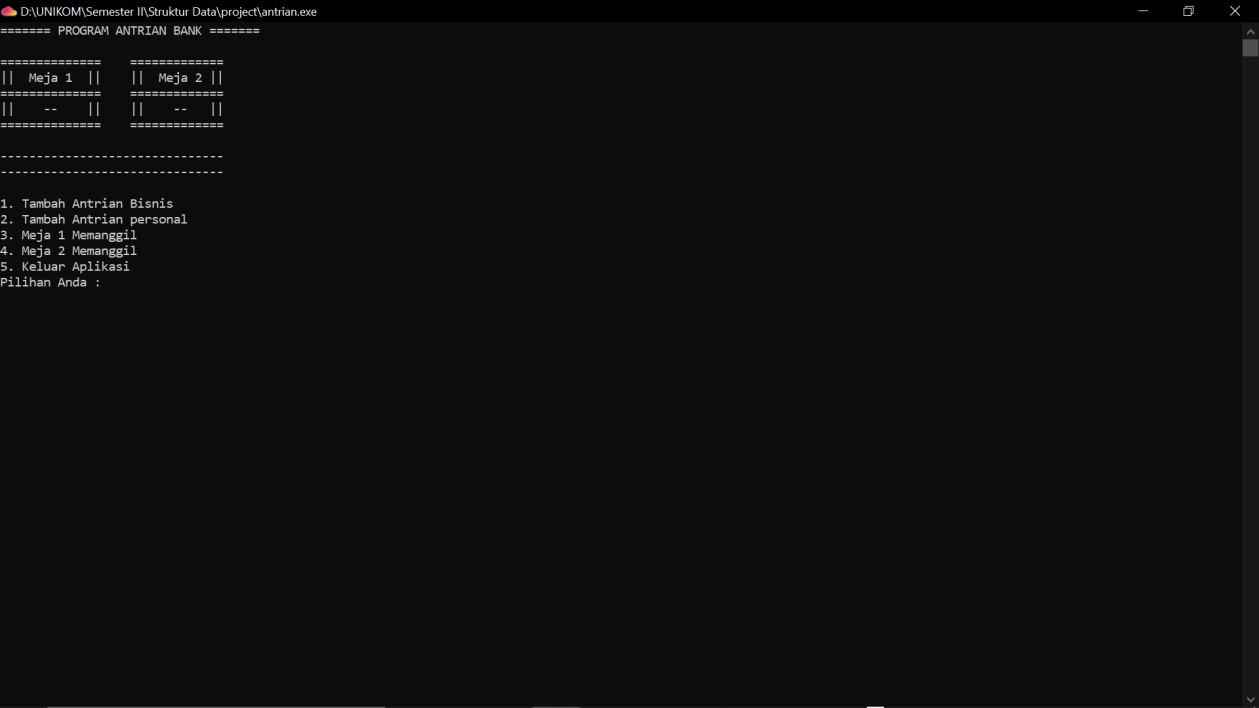 D:\UNIKOM\Semester II\Struktur Data\project\antrian.exe
======= PROGRAM ANTRIAN BANK =======
==============    =============
||  Meja 1  ||    ||  Meja 2 ||
==============    =============
||    --    ||    ||    --   ||
==============    =============
-------------------------------
-------------------------------
1. Tambah Antrian Bisnis
2. Tambah Antrian personal
3. Meja 1 Memanggil
4. Meja 2 Memanggil
5. Keluar Aplikasi
Pilihan Anda :